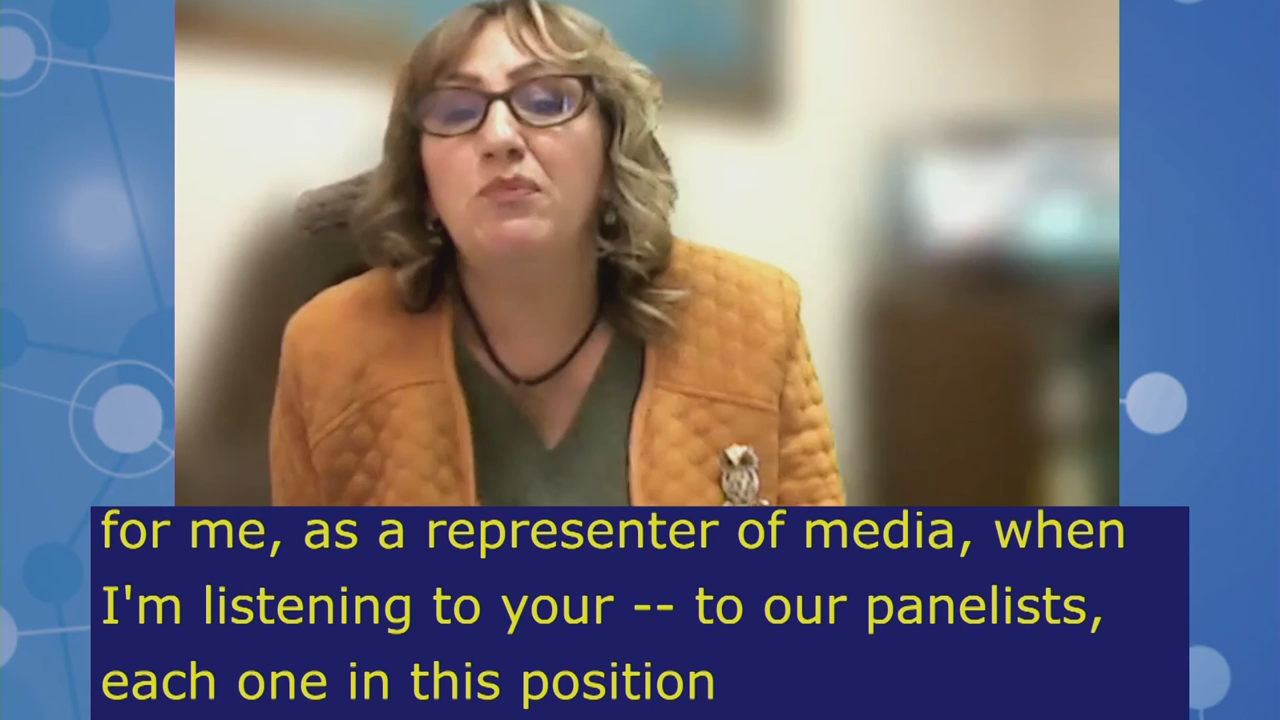 for me, as a representer of media, when
I'm listening to your -- to our panelists,
each one in this position